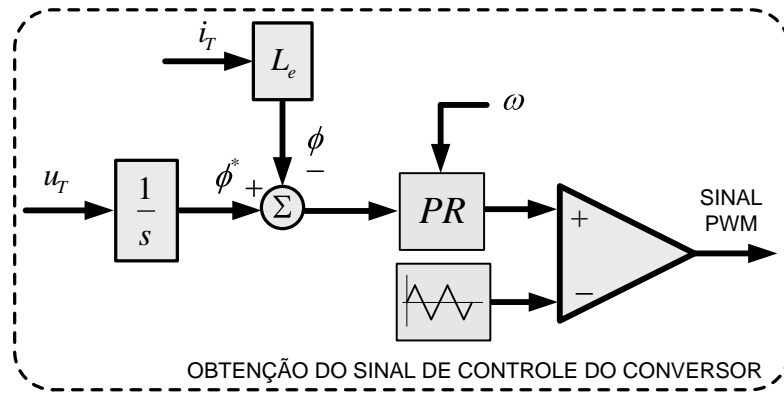 i_T
L_e
ω
ϕ
−
u_T
1/s
ϕ* +
Σ
PR
+
−
SINAL
PWM
OBTENÇÃO DO SINAL DE CONTROLE DO CONVERSOR